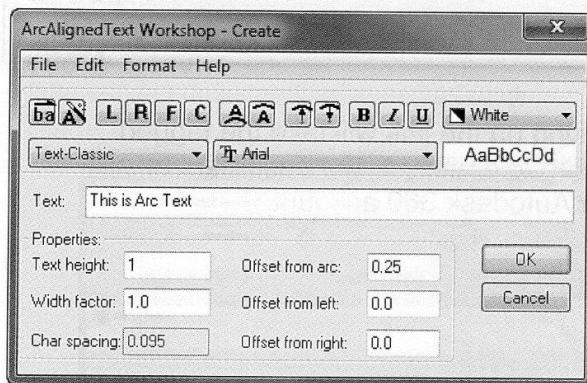 ArcAlignedText Workshop - Create
File Edit Format Help
ba A L R F C A A B I U White
Text-Classic Arial AaBbCcDd
Text: This is Arc Text
Properties:
Text height: 1 Offset from arc: 0.25 OK
Width factor: 1.0 Offset from left: 0.0 Cancel
Char spacing: 0.095 Offset from right: 0.0